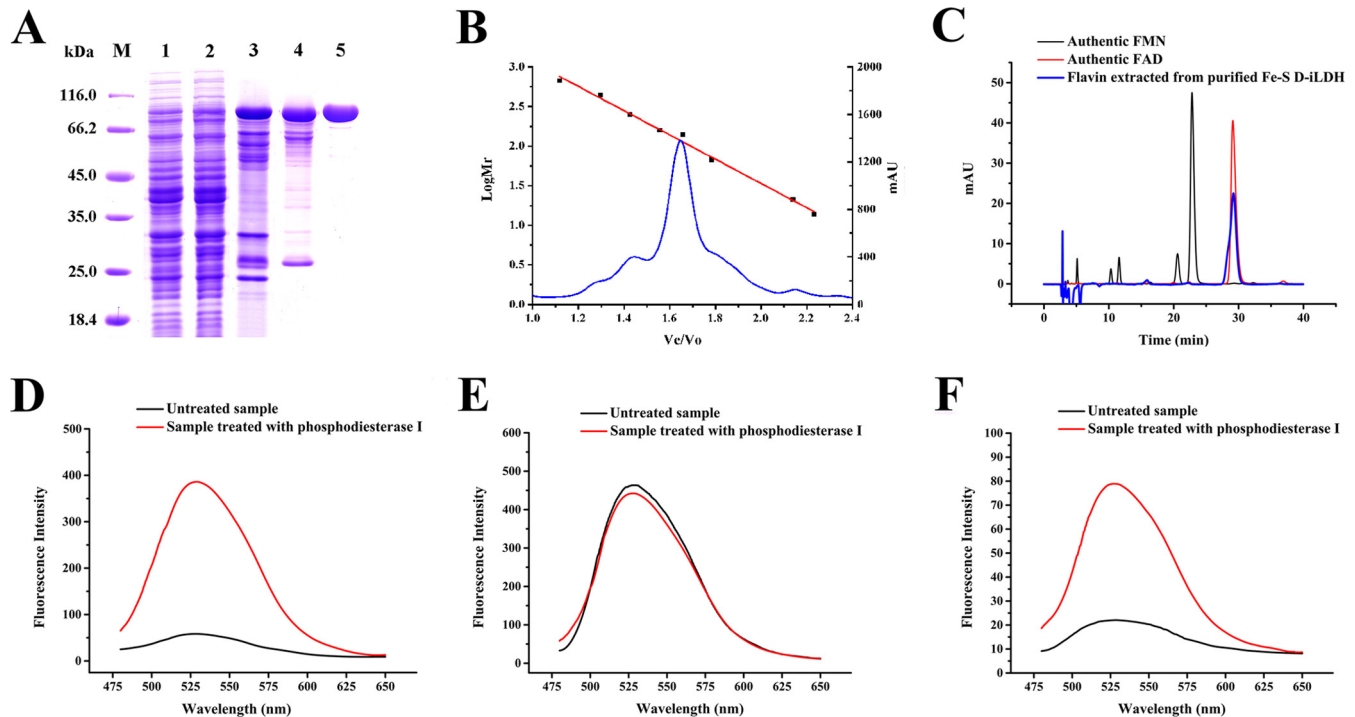 A
kDa M 1 2 3 4 5
116.0
66.2
45.0
35.0
25.0
18.4
B
3.0
2.5
2.0
1.5
1.0
0.5
0.0
LogMr
2000
1600
1200
800
400
0
mAU
1.0 1.2 1.4 1.6 1.8 2.0 2.2 2.4
Ve/Vo
C
Authentic FMN
Authentic FAD
Flavin extracted from purified Fe-S D-iLDH
50
40
30
20
10
0
mAU
0 10 20 30 40
Time (min)
D
Untreated sample
Sample treated with phosphodiesterase I
500
400
300
200
100
50
0
Fluorescence Intensity
475 500 525 550 575 600 625 650
Wavelength (nm)
E
Untreated sample
Sample treated with phosphodiesterase I
600
500
450
400
300
200
100
0
Fluorescence Intensity
475 500 525 550 575 600 625 650
Wavelength (nm)
F
Untreated sample
Sample treated with phosphodiesterase I
100
90
80
70
60
50
40
30
20
10
0
Fluorescence Intensity
475 500 525 550 575 600 625 650
Wavelength (nm)